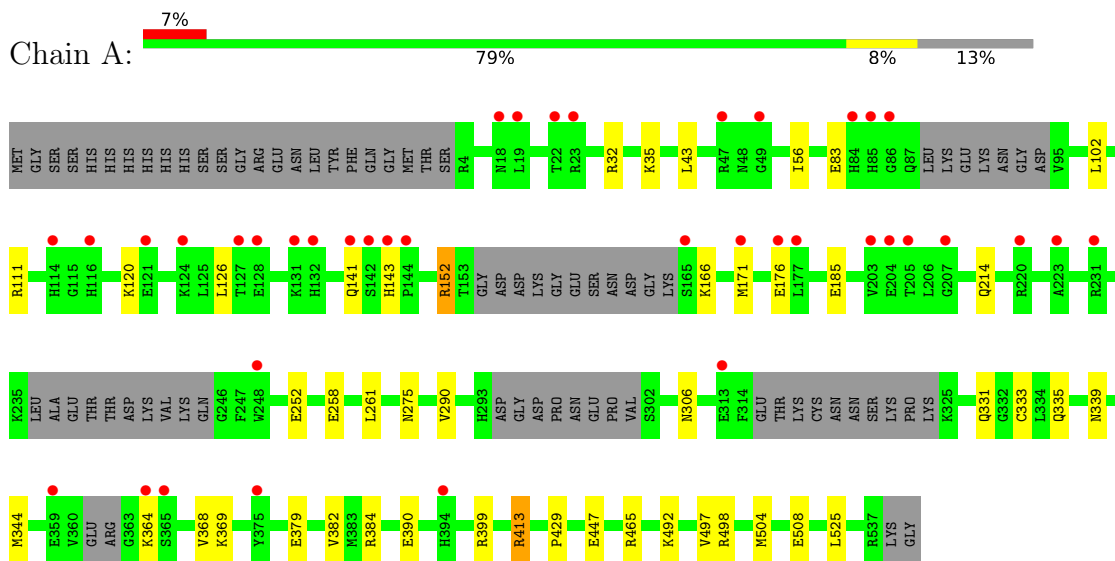 7%
Chain A:
79% 8% 13%
MET GLY SER SER HIS HIS HIS HIS HIS HIS SER SER GLY ARG GLU ASN LEU TYR PHE GLN GLY MET THR SER R4 N18 L19 T22 R23 R32 K35 L43 R47 N48 G49 I56 E83 H84 H85 G86 Q87 LEU LYS GLU LYS ASN GLY ASP V95 L102
R111 H114 G115 H116 K120 E121 K124 L125 L126 T127 E128 K131 H132 Q141 S142 H143 P144 R152 T153 GLY ASP ASP LYS GLY GLU SER ASN ASP GLY LYS S165 K166 M171 E176 L177 E185 V203 E204 T205 L206 G207 Q214 R220 A223 R231
K235 LEU ALA GLU THR THR ASP LYS VAL LYS GLN G246 F247 W248 E252 E258 L261 N275 V290 H293 ASP GLY ASP PRO ASN GLU PRO VAL S302 N306 E313 F314 GLU THR LYS CYS ASN ASN SER LYS PRO LYS K325 Q331 G332 C333 L334 Q335 N339
M344 E359 V360 GLU ARG G363 K364 S365 V368 K369 Y375 E379 V382 M383 R384 E390 H394 R399 R413 P429 E447 R465 K492 V497 R498 M504 E508 L525 R537 LYS GLY